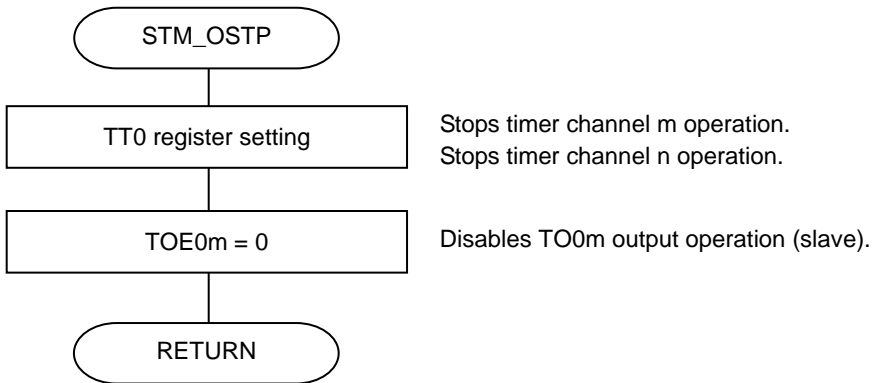 STM_OSTP
TT0 register setting
Stops timer channel m operation.
Stops timer channel n operation.
TOE0m = 0
Disables TO0m output operation (slave).
RETURN